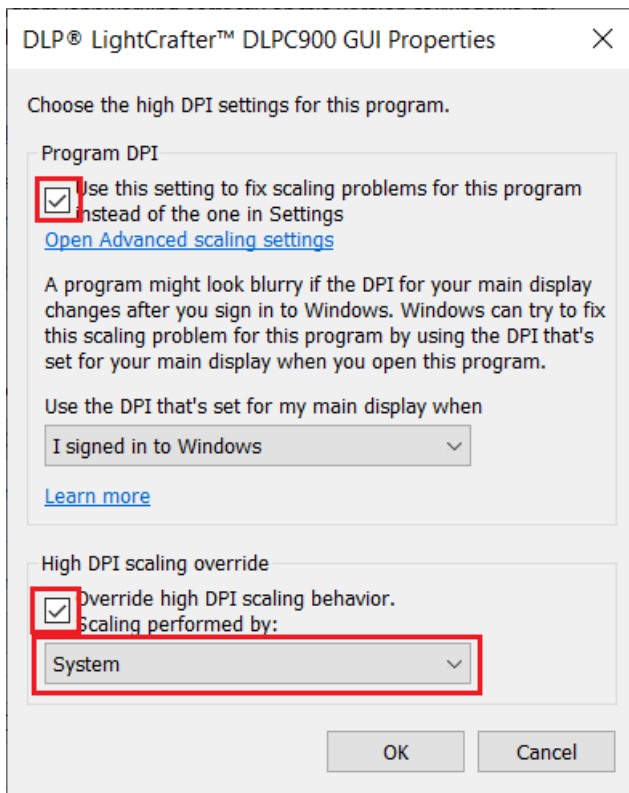 DLP® LightCrafter™ DLPC900 GUI Properties
Choose the high DPI settings for this program.
Program DPI
Use this setting to fix scaling problems for this program
instead of the one in Settings
Open Advanced scaling settings
A program might look blurry if the DPI for your main display
changes after you sign in to Windows. Windows can try to fix
this scaling problem for this program by using the DPI that's
set for your main display when you open this program.
Use the DPI that's set for my main display when
I signed in to Windows
Learn more
High DPI scaling override
Override high DPI scaling behavior.
Scaling performed by:
System
OK
Cancel